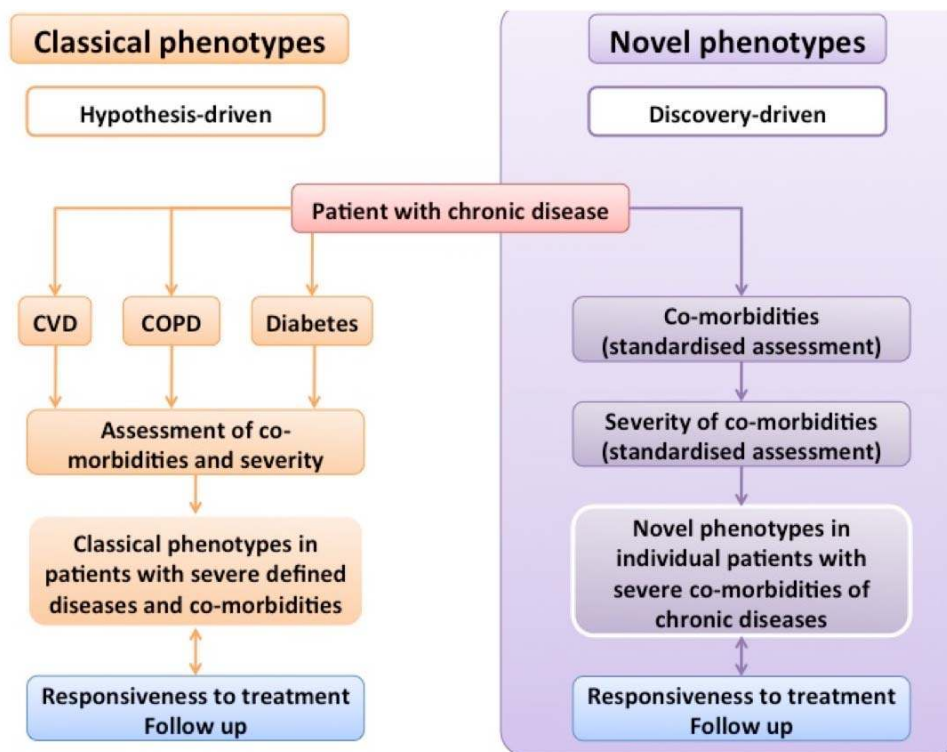 Classical phenotypes
Novel phenotypes
Hypothesis-driven
Discovery-driven
Patient with chronic disease
CVD
COPD
Diabetes
Co-morbidities
(standardised assessment)
Assessment of co-
morbidities and severity
Severity of co-morbidities
(standardised assessment)
Classical phenotypes in
patients with severe defined
diseases and co-morbidities
Novel phenotypes in
individual patients with
severe co-morbidities of
chronic diseases
Responsiveness to treatment
Follow up
Responsiveness to treatment
Follow up